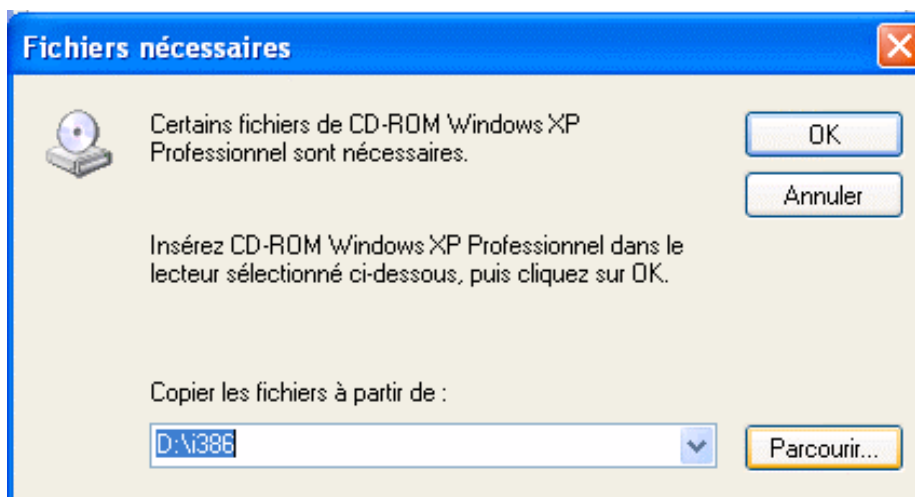 Fichiers nécessaires
Certains fichiers de CD-ROM Windows XP
Professionnel sont nécessaires.
OK
Annuler
Insérez CD-ROM Windows XP Professionnel dans le
lecteur sélectionné ci-dessous, puis cliquez sur OK.
Copier les fichiers à partir de :
D:\i386
Parcourir...